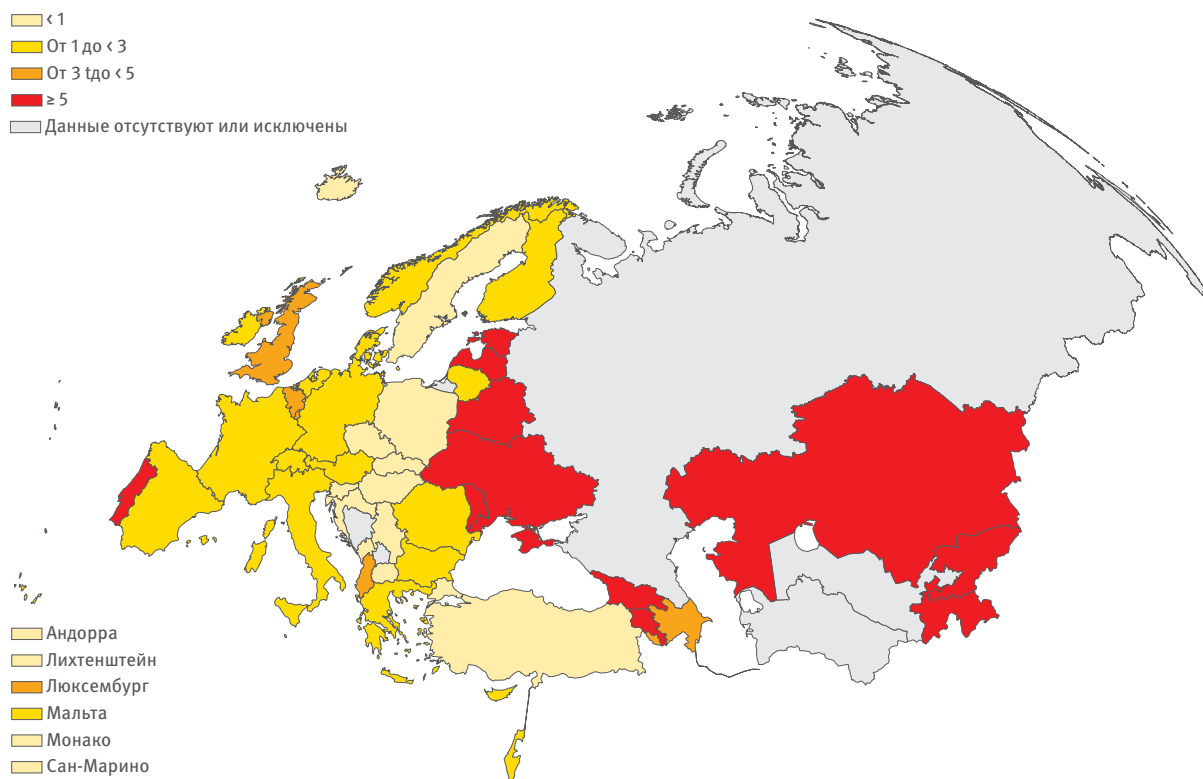 < 1
От 1 до < 3
От 3 tдо < 5
≥ 5
Данные отсутствуют или исключены
Андорра
Лихтенштейн
Люксембург
Мальта
Монако
Сан-Марино